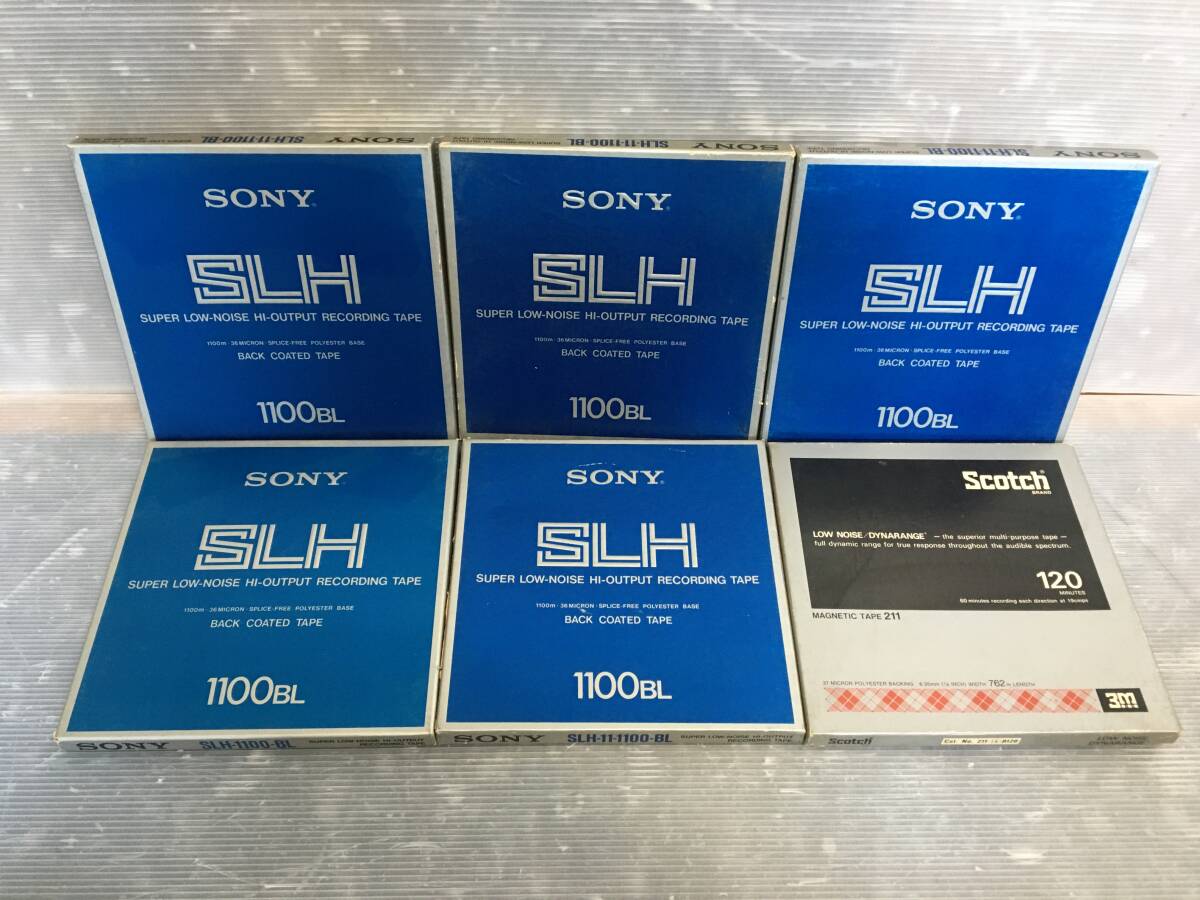 SLH-11-1100-BL SONY
SLH-11-1100-BL SONY
SLH-11-1100-BL SONY
SONY
SLH
SUPER LOW-NOISE HI-OUTPUT RECORDING TAPE
1100m · 36 MICRON · SPLICE-FREE POLYESTER BASE
BACK COATED TAPE
1100BL
SONY
SLH
SUPER LOW-NOISE HI-OUTPUT RECORDING TAPE
1100m · 36 MICRON · SPLICE-FREE POLYESTER BASE
BACK COATED TAPE
1100BL
SONY
SLH
SUPER LOW-NOISE HI-OUTPUT RECORDING TAPE
1100m · 36 MICRON · SPLICE-FREE POLYESTER BASE
BACK COATED TAPE
1100BL
SONY
SLH
SUPER LOW-NOISE HI-OUTPUT RECORDING TAPE
1100m · 36 MICRON · SPLICE-FREE POLYESTER BASE
BACK COATED TAPE
1100BL
SONY SLH-1100-BL SUPER LOW-NOISE HI-OUTPUT
RECORDING TAPE
SONY
SLH
SUPER LOW-NOISE HI-OUTPUT RECORDING TAPE
1100m · 36 MICRON · SPLICE-FREE POLYESTER BASE
BACK COATED TAPE
1100BL
SONY SLH-11-1100-BL SUPER LOW-NOISE HI-OUTPUT
RECORDING TAPE
Scotch
BRAND
LOW NOISE/DYNARANGE — the superior multi-purpose tape —
full dynamic range for true response throughout the audible spectrum.
120
MINUTES
60 minutes recording each direction at 19cm/s
MAGNETIC TAPE 211
37 MICRON POLYESTER BACKING 6.35mm (1/4 INCH) WIDTH 762m LENGTH
3M
Scotch Cat. No. 211 LOW NOISE
DYNARANGE